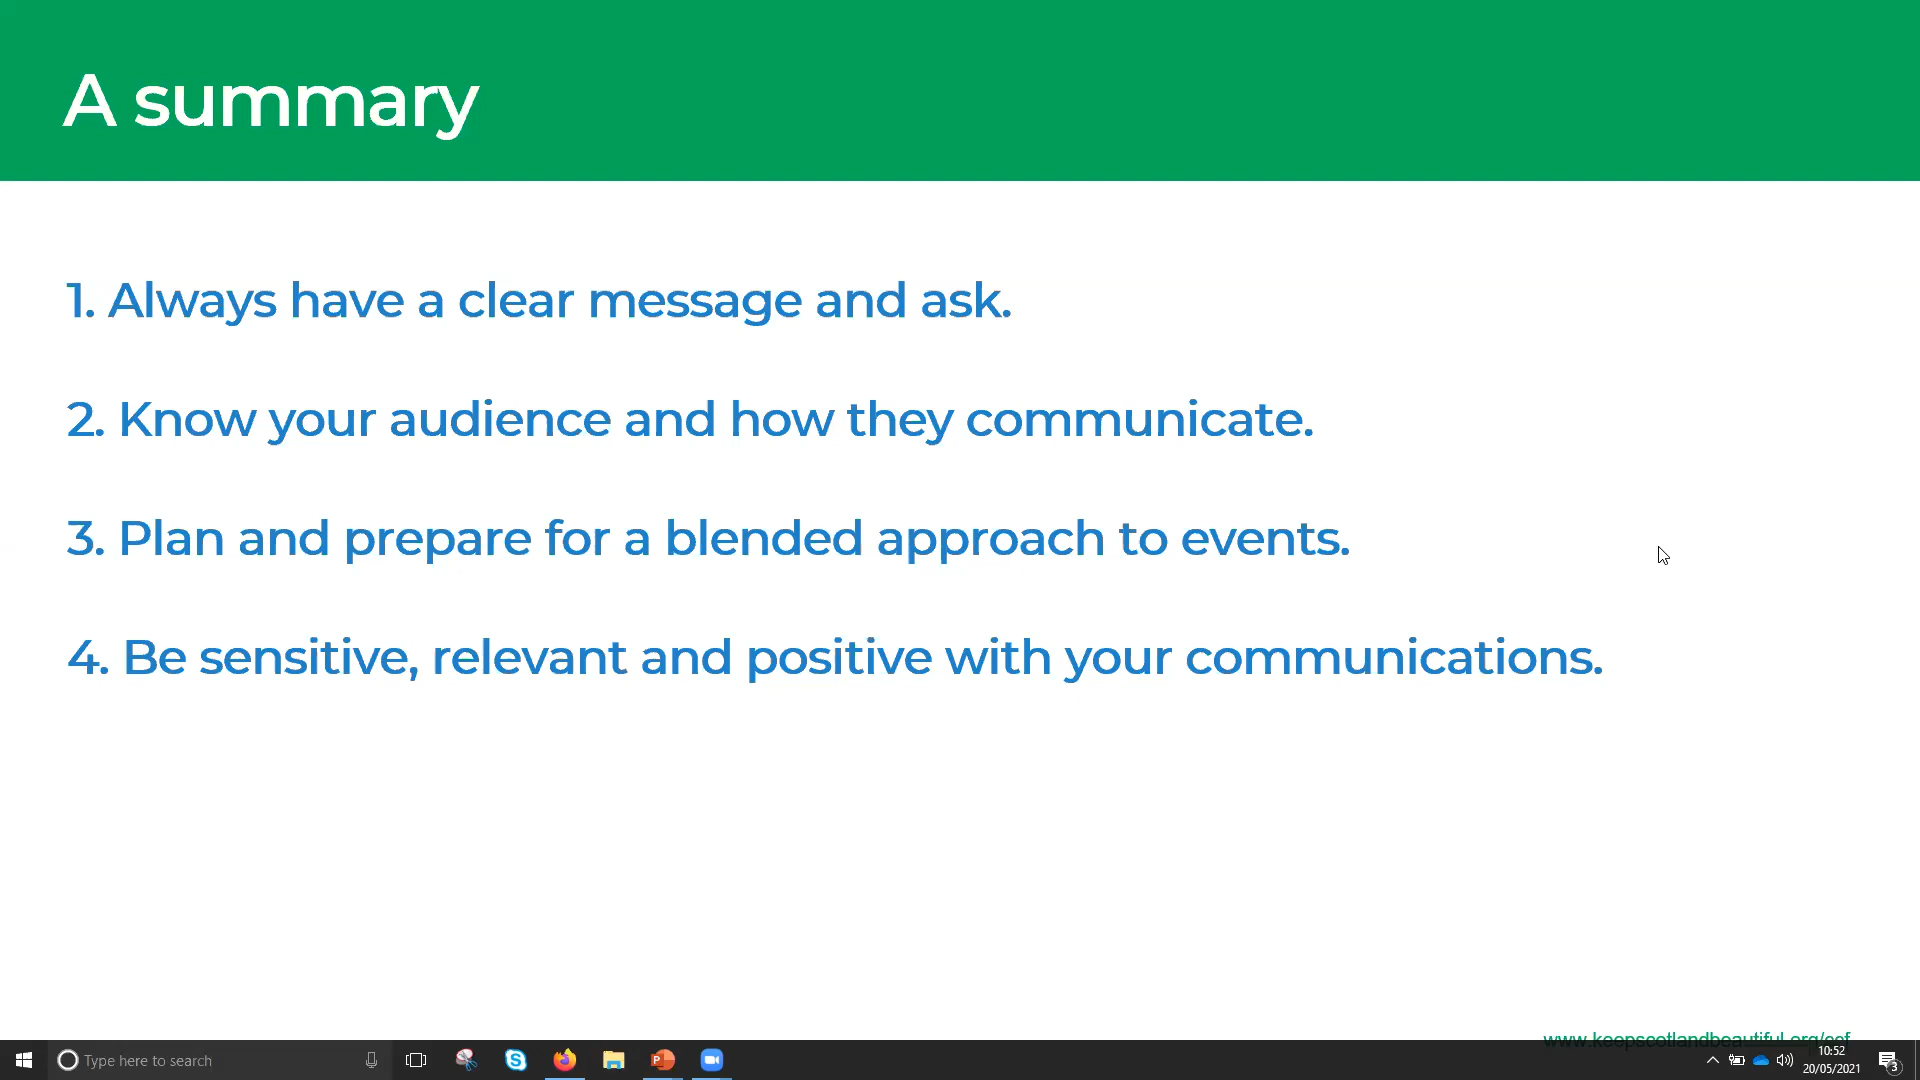 A summary
1. Always have a clear message and ask.
2. Know your audience and how they communicate.
3. Plan and prepare for a blended approach to events.
4. Be sensitive, relevant and positive with your communications.
www.keepscotlandbeautiful.org/ccf
Type here to search
10:52
20/05/2021
3